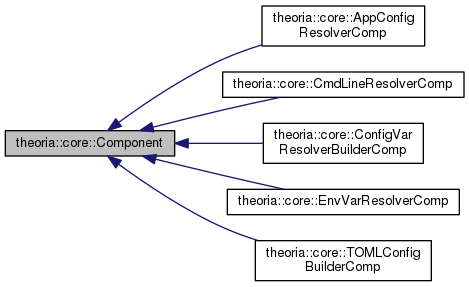 theoria::core::AppConfig
ResolverComp
theoria::core::CmdLineResolverComp
theoria::core::Component
theoria::core::ConfigVar
ResolverBuilderComp
theoria::core::EnvVarResolverComp
theoria::core::TOMLConfig
BuilderComp